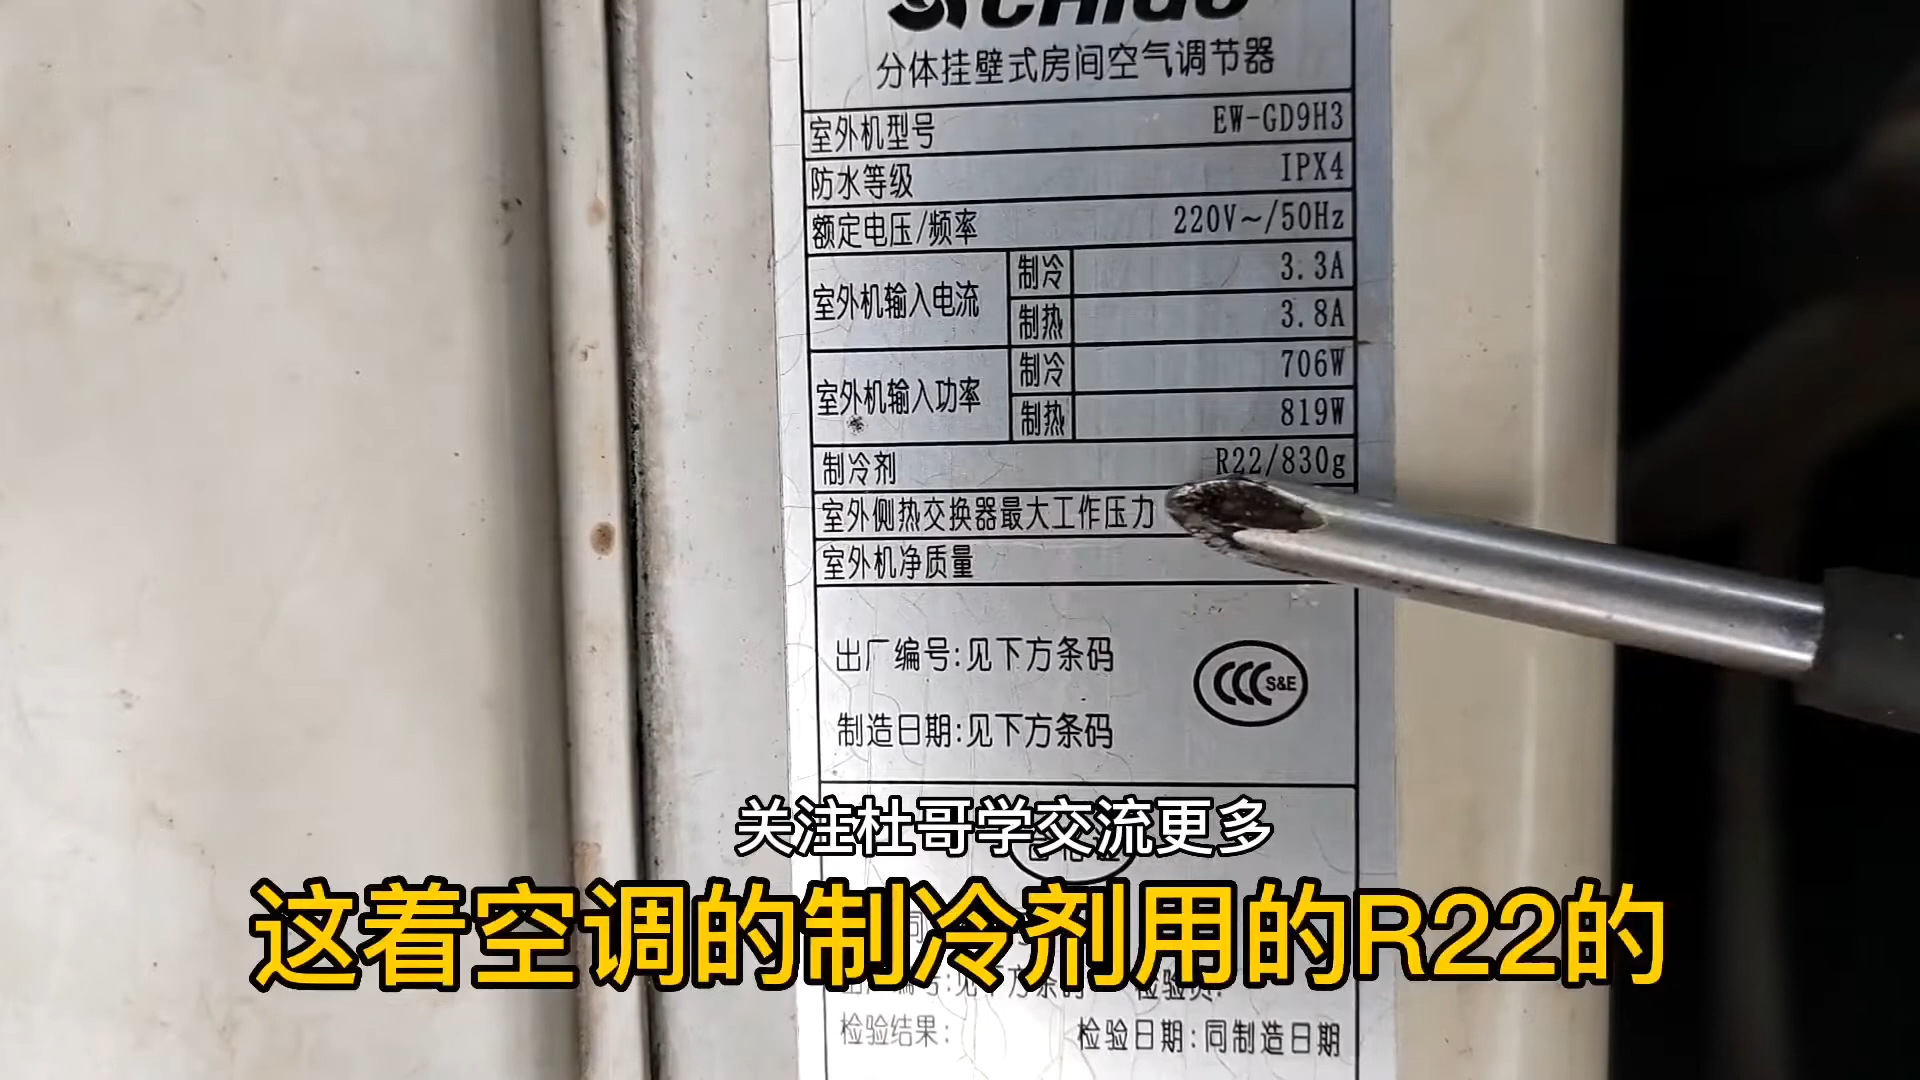 CHIGO
分体挂壁式房间空气调节器
室外机型号 EW-GD9H3
防水等级 IPX4
额定电压/频率 220V~/50Hz
室外机输入电流 制冷 3.3A
制热 3.8A
室外机输入功率 制冷 706W
制热 819W
制冷剂 R22/830g
室外侧热交换器最大工作压力
室外机净质量
出厂编号:见下方条码
CCC S&E
制造日期:见下方条码
关注杜哥学交流更多
这着空调的制冷剂用的R22的
检验结果:
检验日期:同制造日期